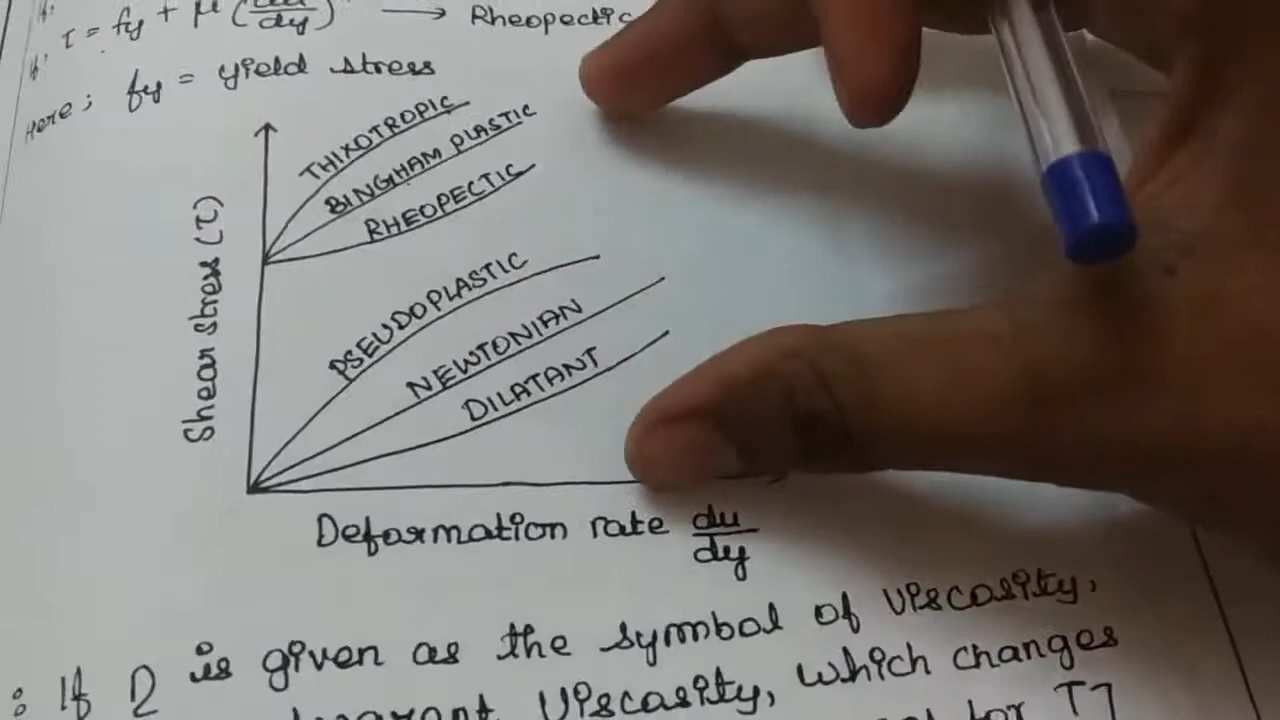 τ = fy + μ (du/dy) ⟶ Rheopectic
Here; fy = yield stress
THIXOTROPIC
BINGHAM PLASTIC
RHEOPECTIC
PSEUDOPLASTIC
NEWTONIAN
DILATANT
Shear stress (τ)
Deformation rate du/dy
: If η is given as the symbol of viscosity,
viscosity, which changes
for